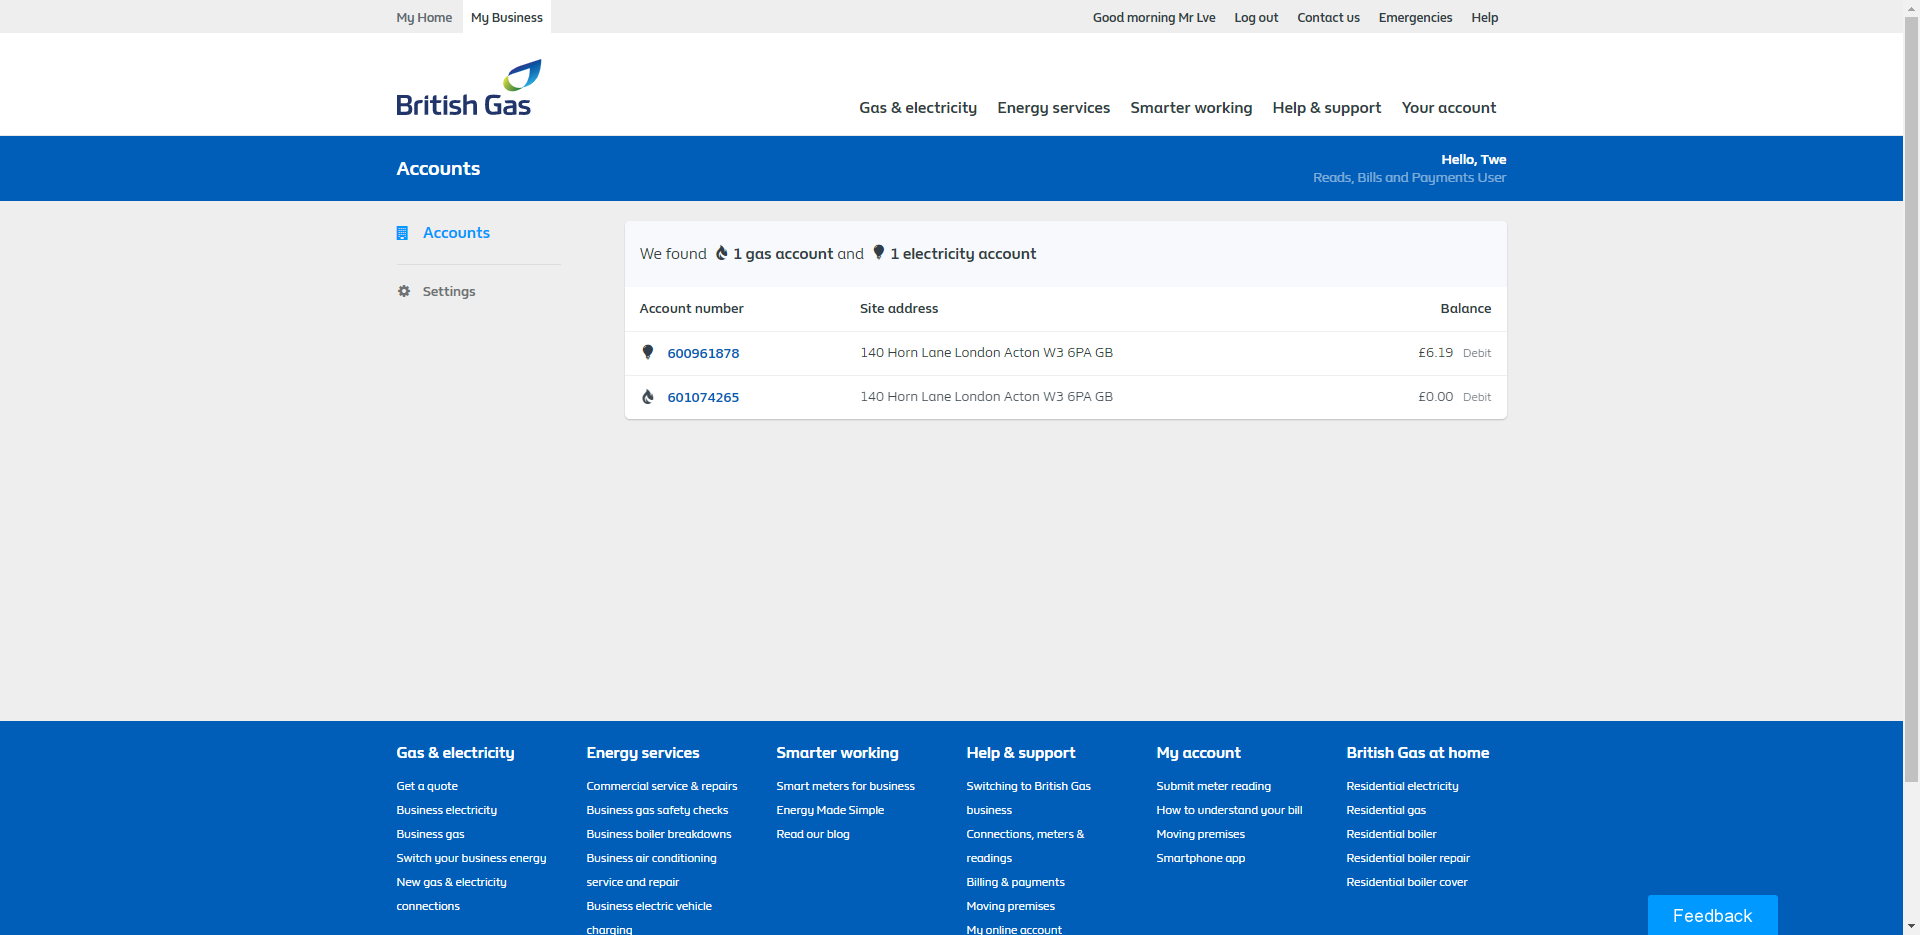 My Home My Business Good morning Mr Lve Log out Contact us Emergencies Help
British Gas
Gas & electricity Energy services Smarter working Help & support Your account
Accounts
Hello, Twe
Reads, Bills and Payments User
Accounts
Settings
We found 1 gas account and 1 electricity account
Account number Site address Balance
600961878 140 Horn Lane London Acton W3 6PA GB £6.19 Debit
601074265 140 Horn Lane London Acton W3 6PA GB £0.00 Debit
Gas & electricity
Get a quote
Business electricity
Business gas
Switch your business energy
New gas & electricity
connections
Energy services
Commercial service & repairs
Business gas safety checks
Business boiler breakdowns
Business air conditioning
service and repair
Business electric vehicle
charging
Smarter working
Smart meters for business
Energy Made Simple
Read our blog
Help & support
Switching to British Gas
business
Connections, meters &
readings
Billing & payments
Moving premises
My online account
My account
Submit meter reading
How to understand your bill
Moving premises
Smartphone app
British Gas at home
Residential electricity
Residential gas
Residential boiler
Residential boiler repair
Residential boiler cover
Feedback